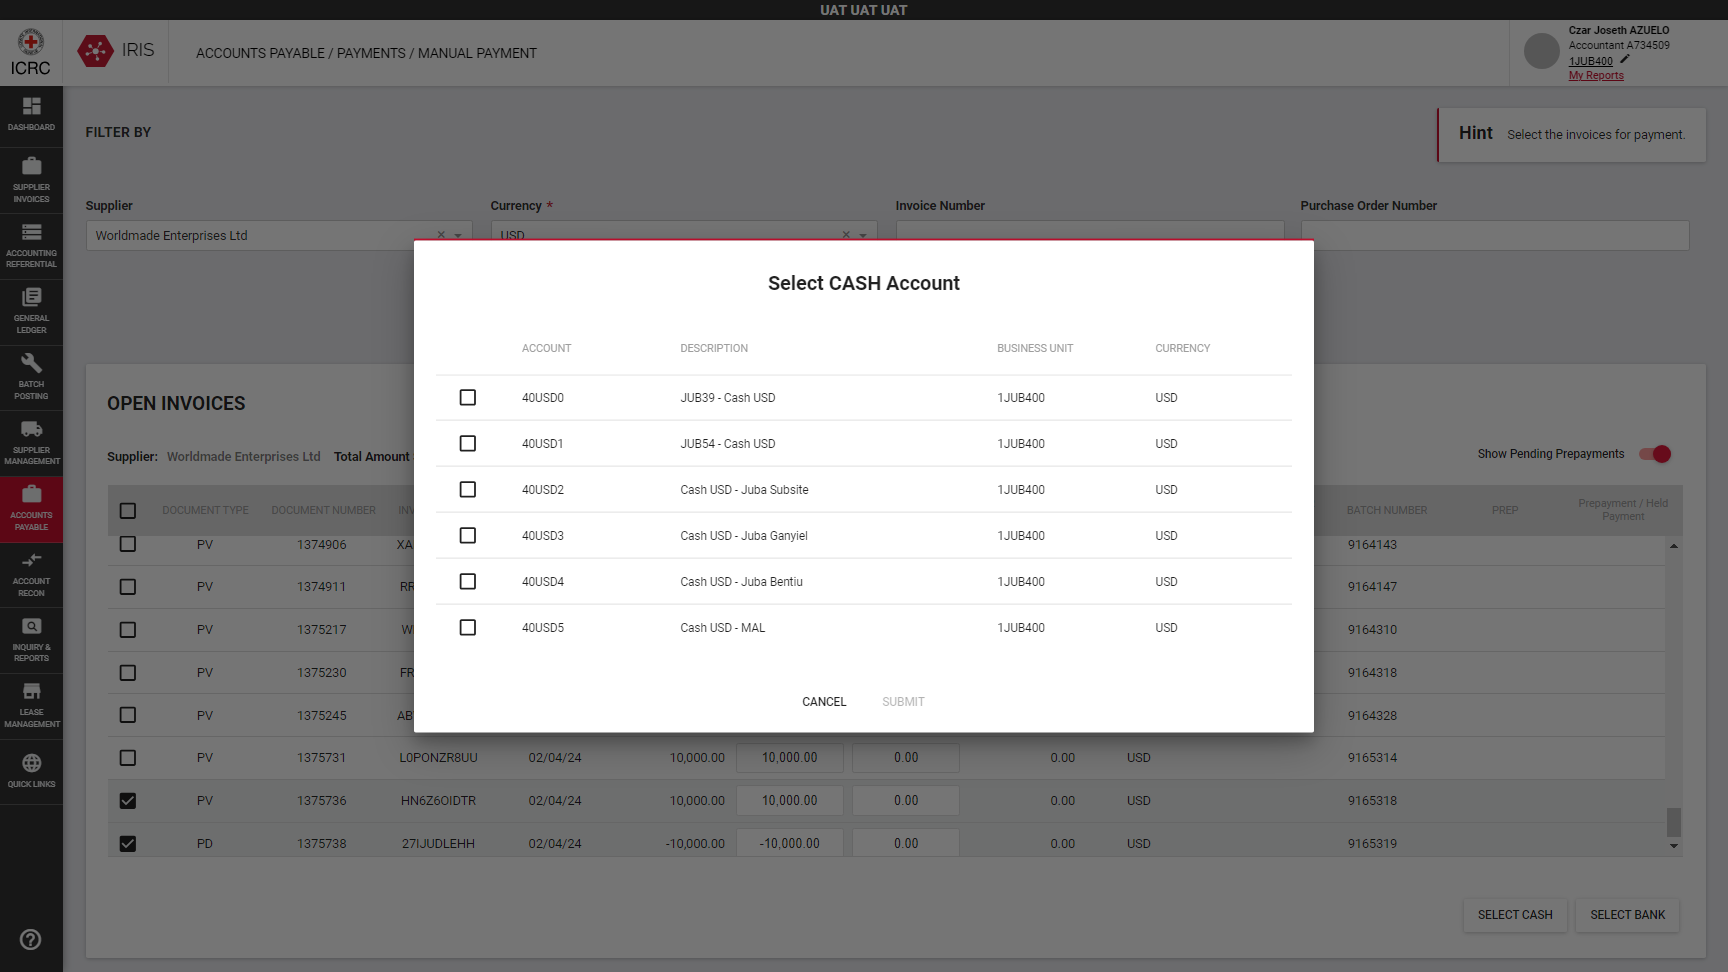 UAT UAT UAT
ICRC
IRIS
ACCOUNTS PAYABLE / PAYMENTS / MANUAL PAYMENT
Czar Joseth AZUELO
Accountant A734509
1JUB400
My Reports
DASHBOARD
SUPPLIER
INVOICES
ACCOUNTING
REFERENTIAL
GENERAL
LEDGER
BATCH
POSTING
SUPPLIER
MANAGEMENT
ACCOUNTS
PAYABLE
ACCOUNT
RECON
INQUIRY &
REPORTS
LEASE
MANAGEMENT
QUICK LINKS
FILTER BY
Hint Select the invoices for payment.
Supplier Currency * Invoice Number Purchase Order Number
Worldmade Enterprises Ltd USD
Select CASH Account
ACCOUNT DESCRIPTION BUSINESS UNIT CURRENCY
40USD0 JUB39 - Cash USD 1JUB400 USD
40USD1 JUB54 - Cash USD 1JUB400 USD
40USD2 Cash USD - Juba Subsite 1JUB400 USD
40USD3 Cash USD - Juba Ganyiel 1JUB400 USD
40USD4 Cash USD - Juba Bentiu 1JUB400 USD
40USD5 Cash USD - MAL 1JUB400 USD
CANCEL SUBMIT
OPEN INVOICES
Supplier: Worldmade Enterprises Ltd Total Amount
Show Pending Prepayments
DOCUMENT TYPE DOCUMENT NUMBER INV BATCH NUMBER PREP Prepayment / Held
Payment
PV 1374906 XA 9164143
PV 1374911 RR 9164147
PV 1375217 W 9164310
PV 1375230 FR 9164318
PV 1375245 AB 9164328
PV 1375731 L0PONZR8UU 02/04/24 10,000.00 10,000.00 0.00 0.00 USD 9165314
PV 1375736 HN6Z6OIDTR 02/04/24 10,000.00 10,000.00 0.00 0.00 USD 9165318
PD 1375738 27IJUDLEHH 02/04/24 -10,000.00 -10,000.00 0.00 0.00 USD 9165319
SELECT CASH SELECT BANK